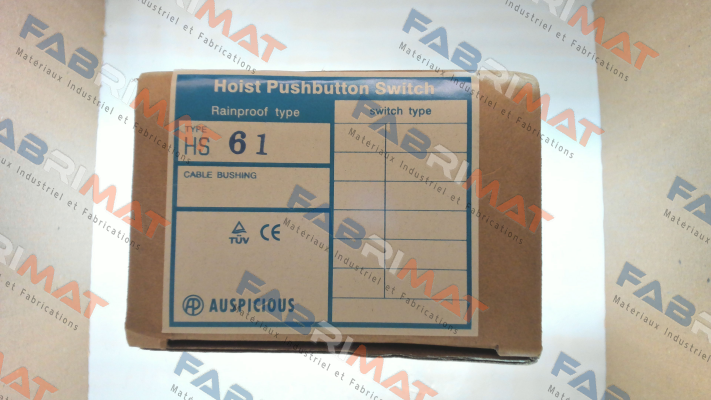 Hoist Pushbutton Switch
Rainproof type
switch type
TYPE
HS 61
CABLE BUSHING
TÜV CE
AP AUSPICIOUS
FABRIMAT
Materiaux Industriel et Fabrications